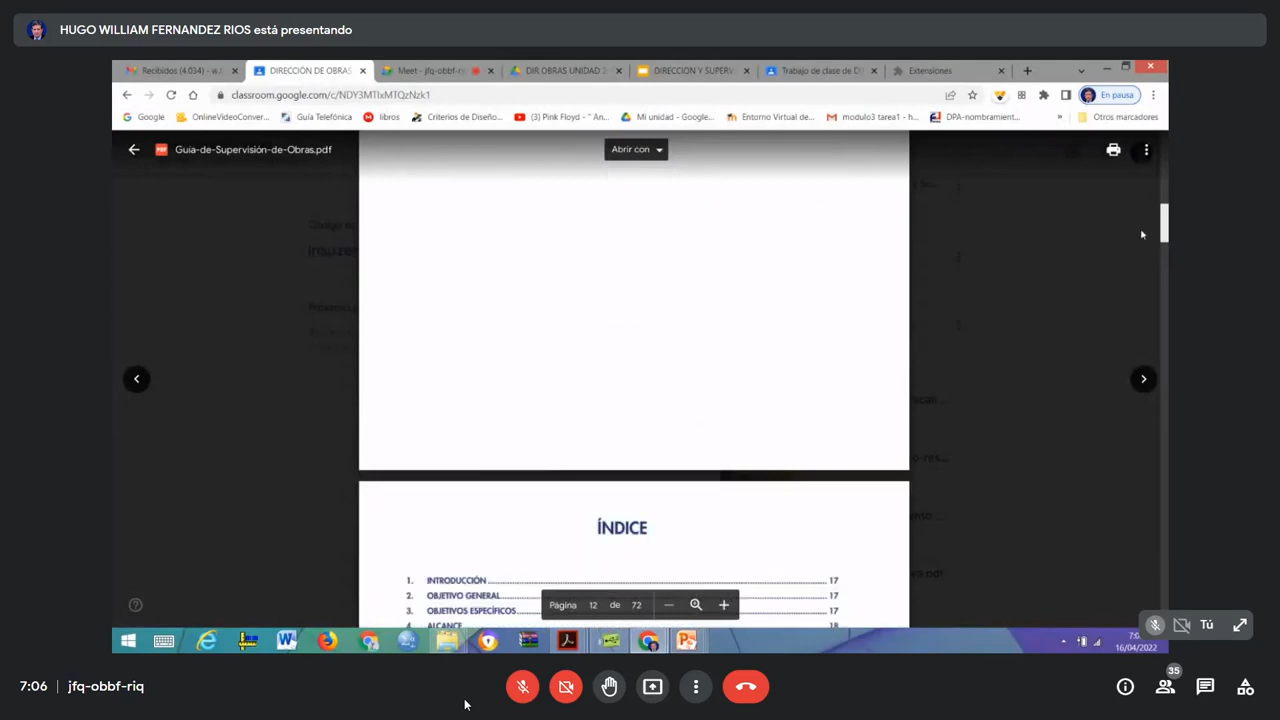 HUGO WILLIAM FERNANDEZ RIOS está presentando
Recibidos (4.034) - w.f
DIRECCIÓN DE OBRAS
Meet - jfq-obbf-ri
DIR OBRAS UNIDAD 2
DIRECCION Y SUPERV
Trabajo de clase de D
Extensiones
classroom.google.com/c/NDY3MTIxMTQzNzk1
En pausa
Google
OnlineVideoConver...
Guía Telefónica
libros
Criterios de Diseño...
(3) Pink Floyd - " An...
Mi unidad - Google...
Entorno Virtual de...
modulo3 tarea1 - h...
DPA-nombramient...
»
Otros marcadores
Guia-de-Supervisión-de-Obras.pdf
Abrir con
ÍNDICE
1. INTRODUCCIÓN 17
2. OBJETIVO GENERAL 17
3. OBJETIVOS ESPECÍFICOS 17
4. ALCANCE 18
Página 12 de 72
16/04/2022
Tú
7:06 | jfq-obbf-riq
35